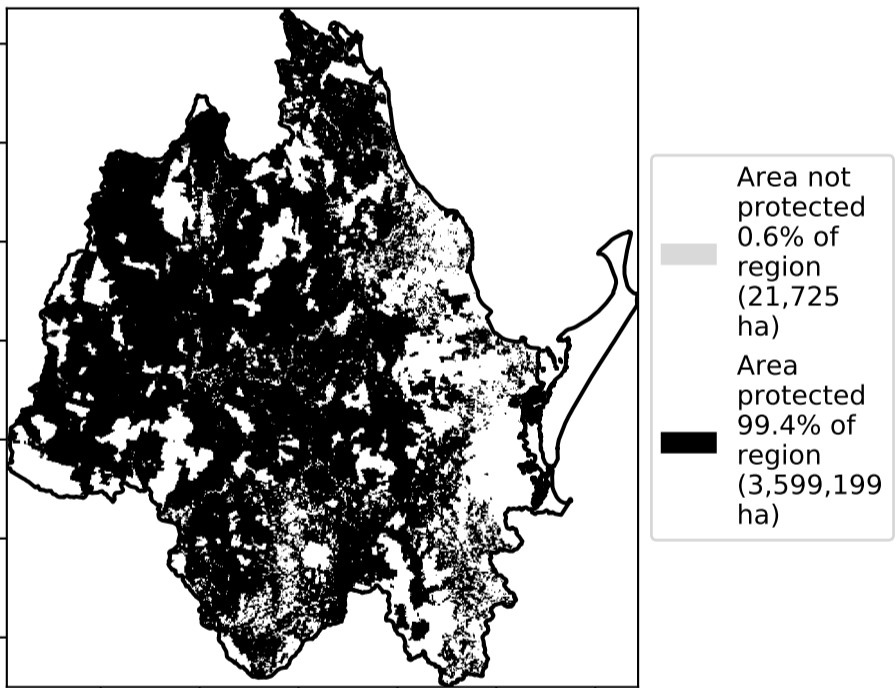 Area not
protected
0.6% of
region
(21,725
ha)
Area
protected
99.4% of
region
(3,599,199
ha)